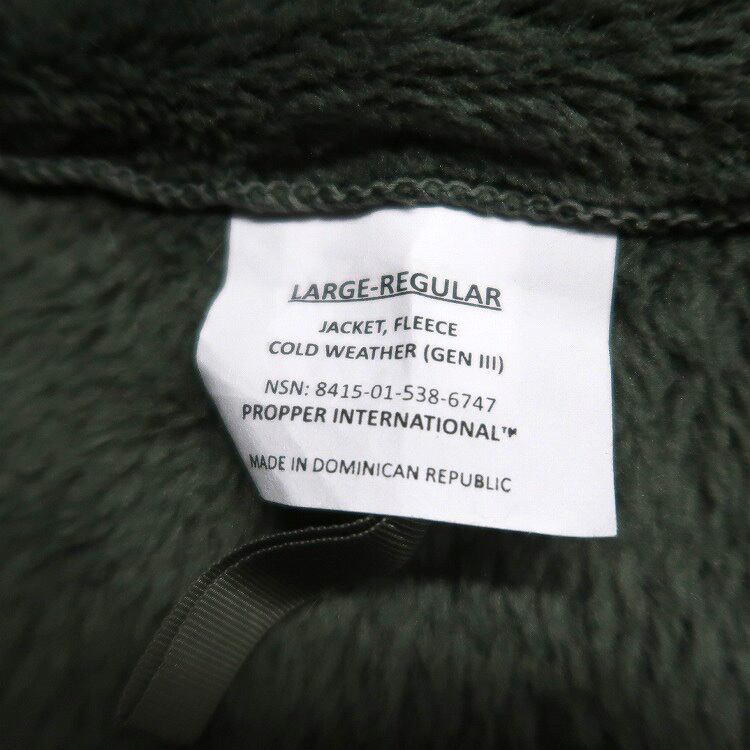 LARGE-REGULAR
JACKET, FLEECE
COLD WEATHER (GEN III)
NSN: 8415-01-538-6747
PROPPER INTERNATIONAL™
MADE IN DOMINICAN REPUBLIC